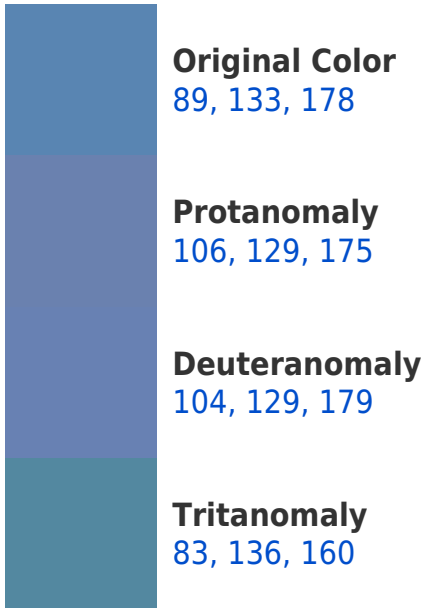 Original Color
89, 133, 178
Protanomaly
106, 129, 175
Deuteranomaly
104, 129, 179
Tritanomaly
83, 136, 160